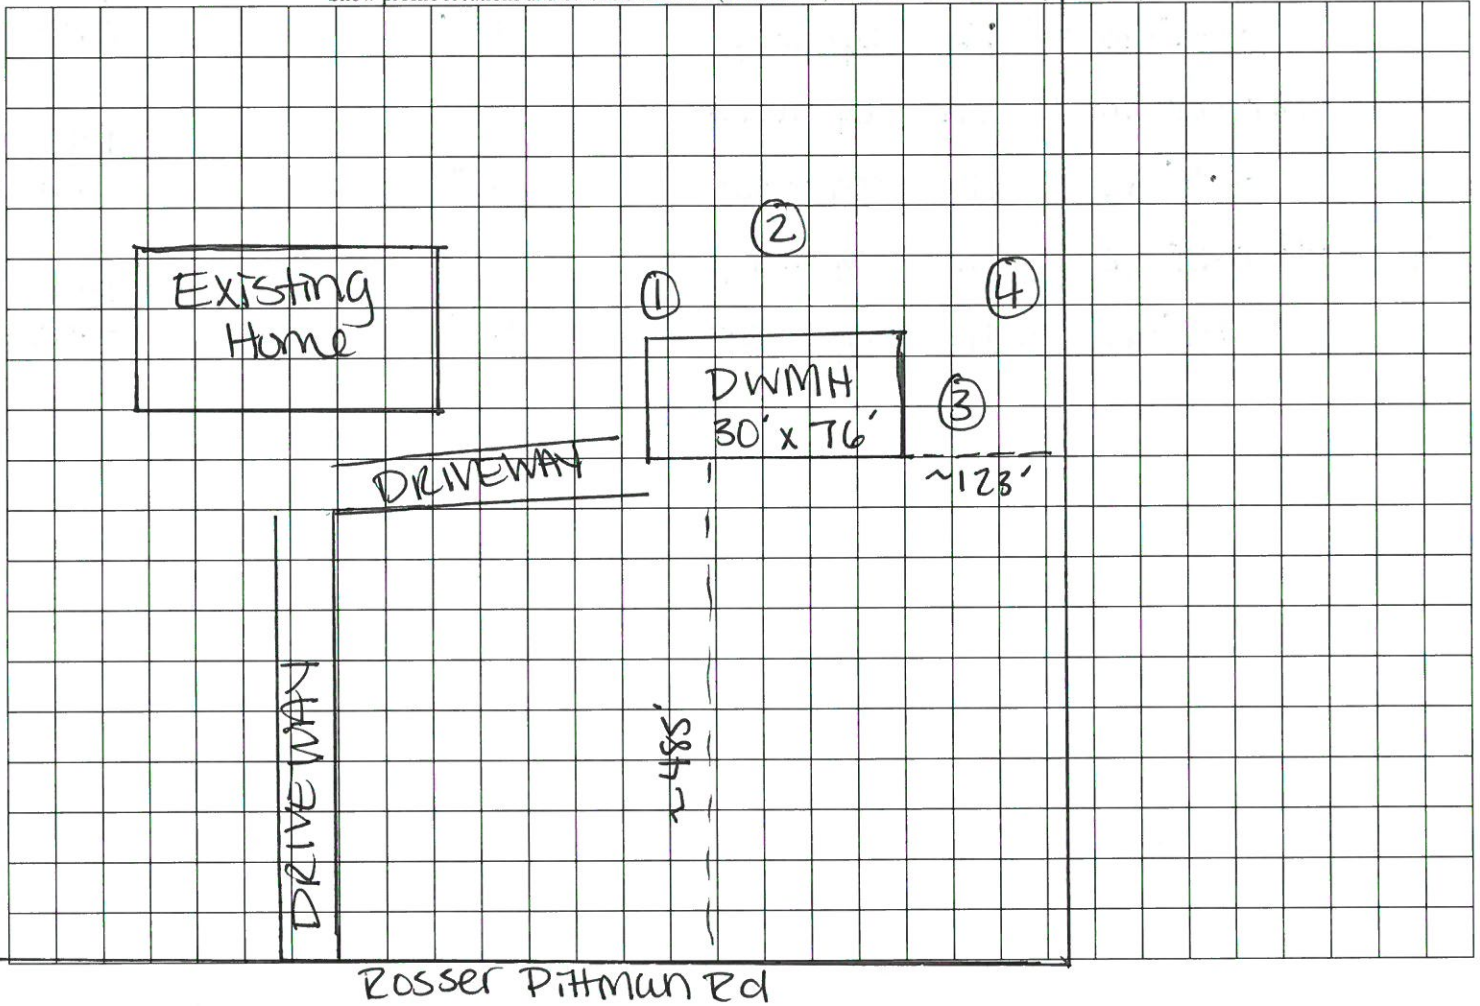 ②
①
④
Existing
Home
DWMH
30' x 76'
③
DRIVEWAY
~123'
~485'
DRIVEWAY
Rosser Pittman Rd